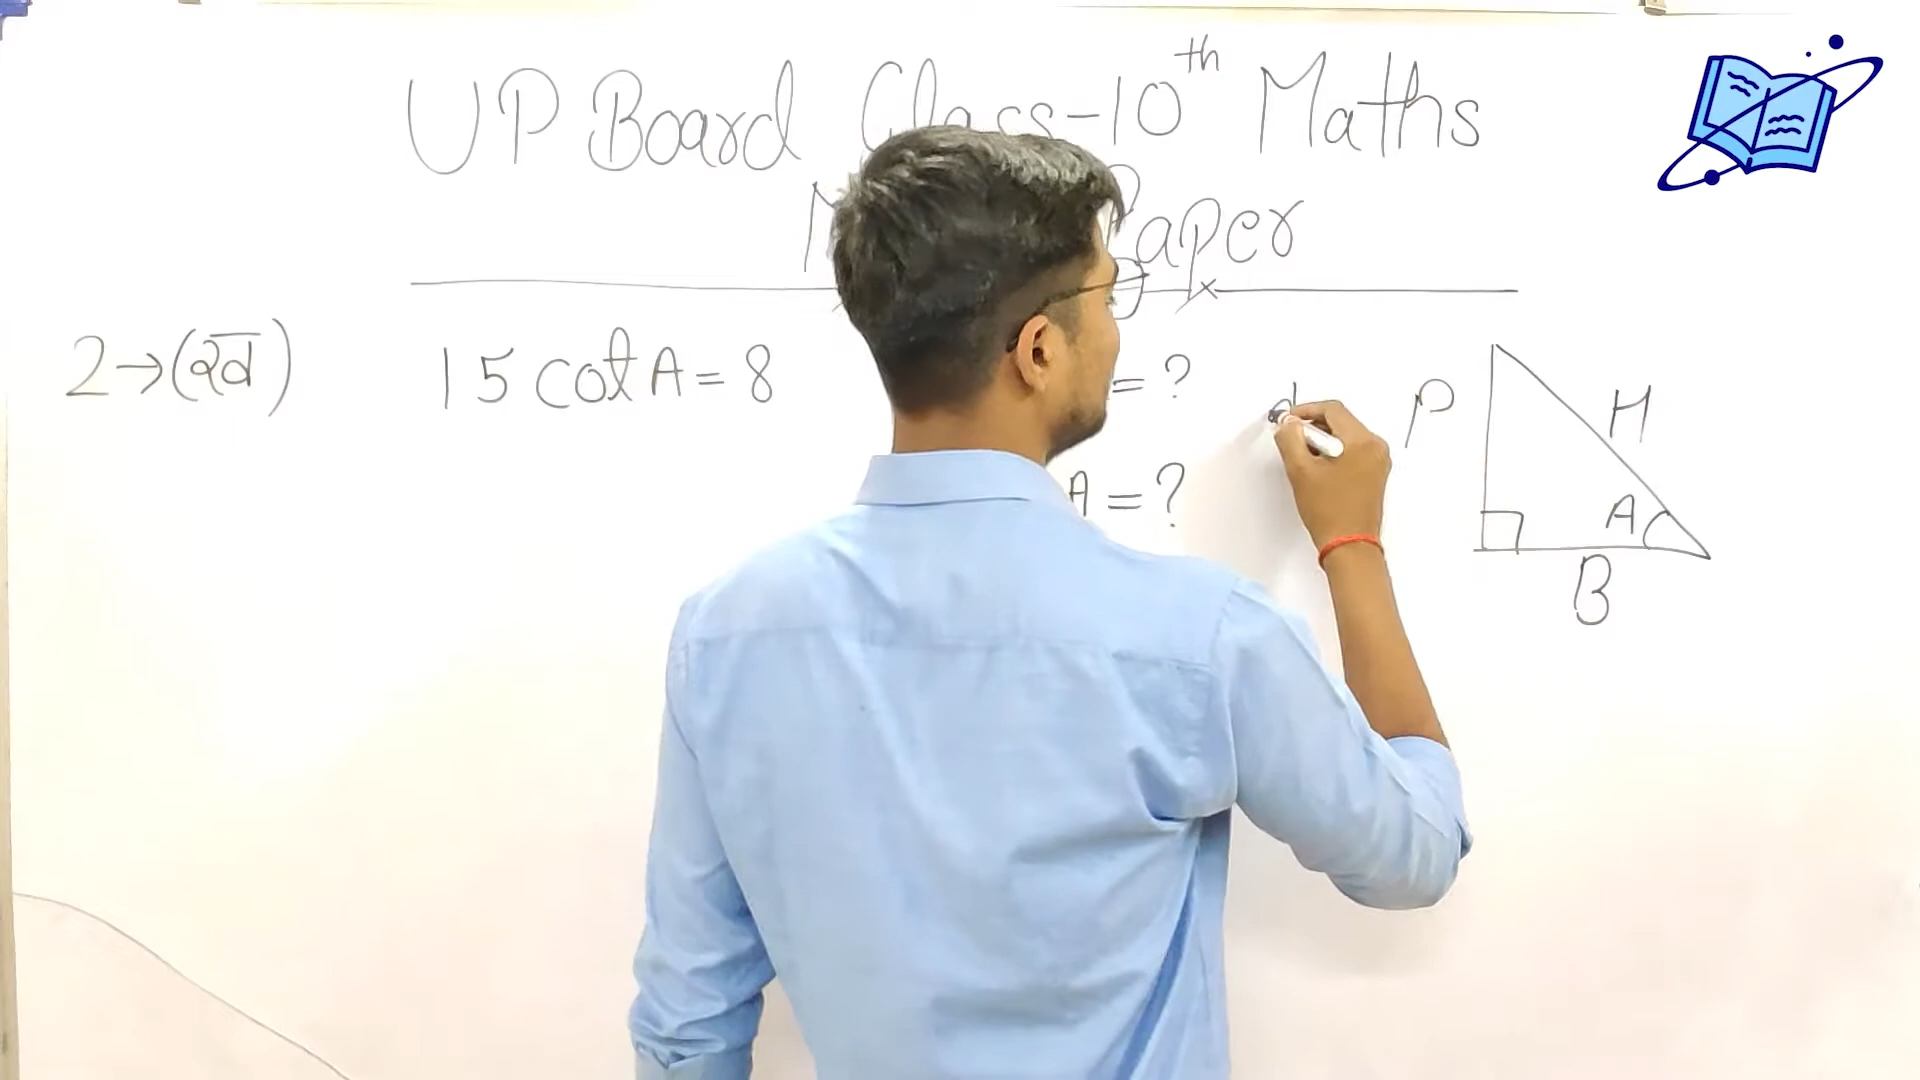 UP Board Class-10th Maths
Paper
2→(ख) 15 cot A = 8 = ?
A = ?
P
H
A
B